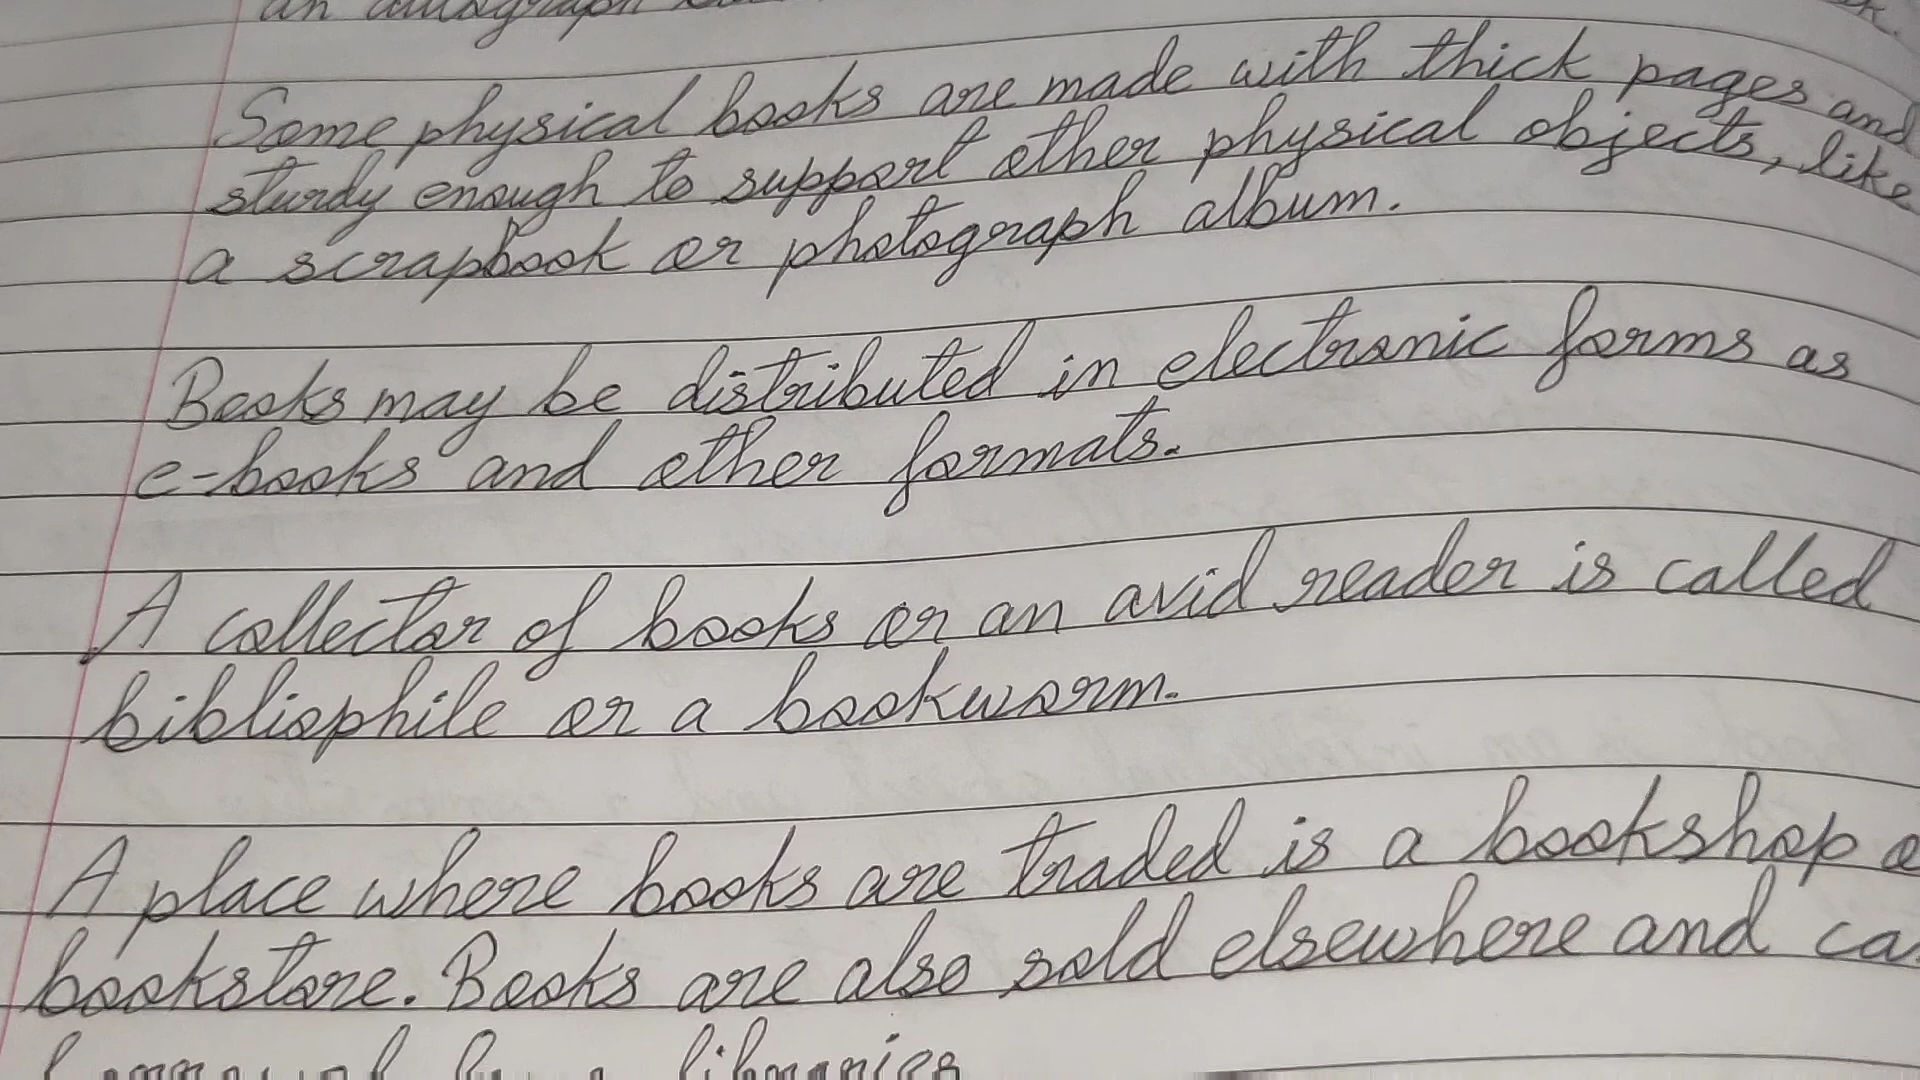 an autograph
Some physical books are made with thick pages and
sturdy enough to support other physical objects, like
a scrapbook or photograph album.
Books may be distributed in electronic forms as
e-books and other formats.
A collector of books or an avid reader is called
bibliophile or a bookworm.
A place where books are traded is a bookshop
bookstore. Books are also sold elsewhere and
libraries